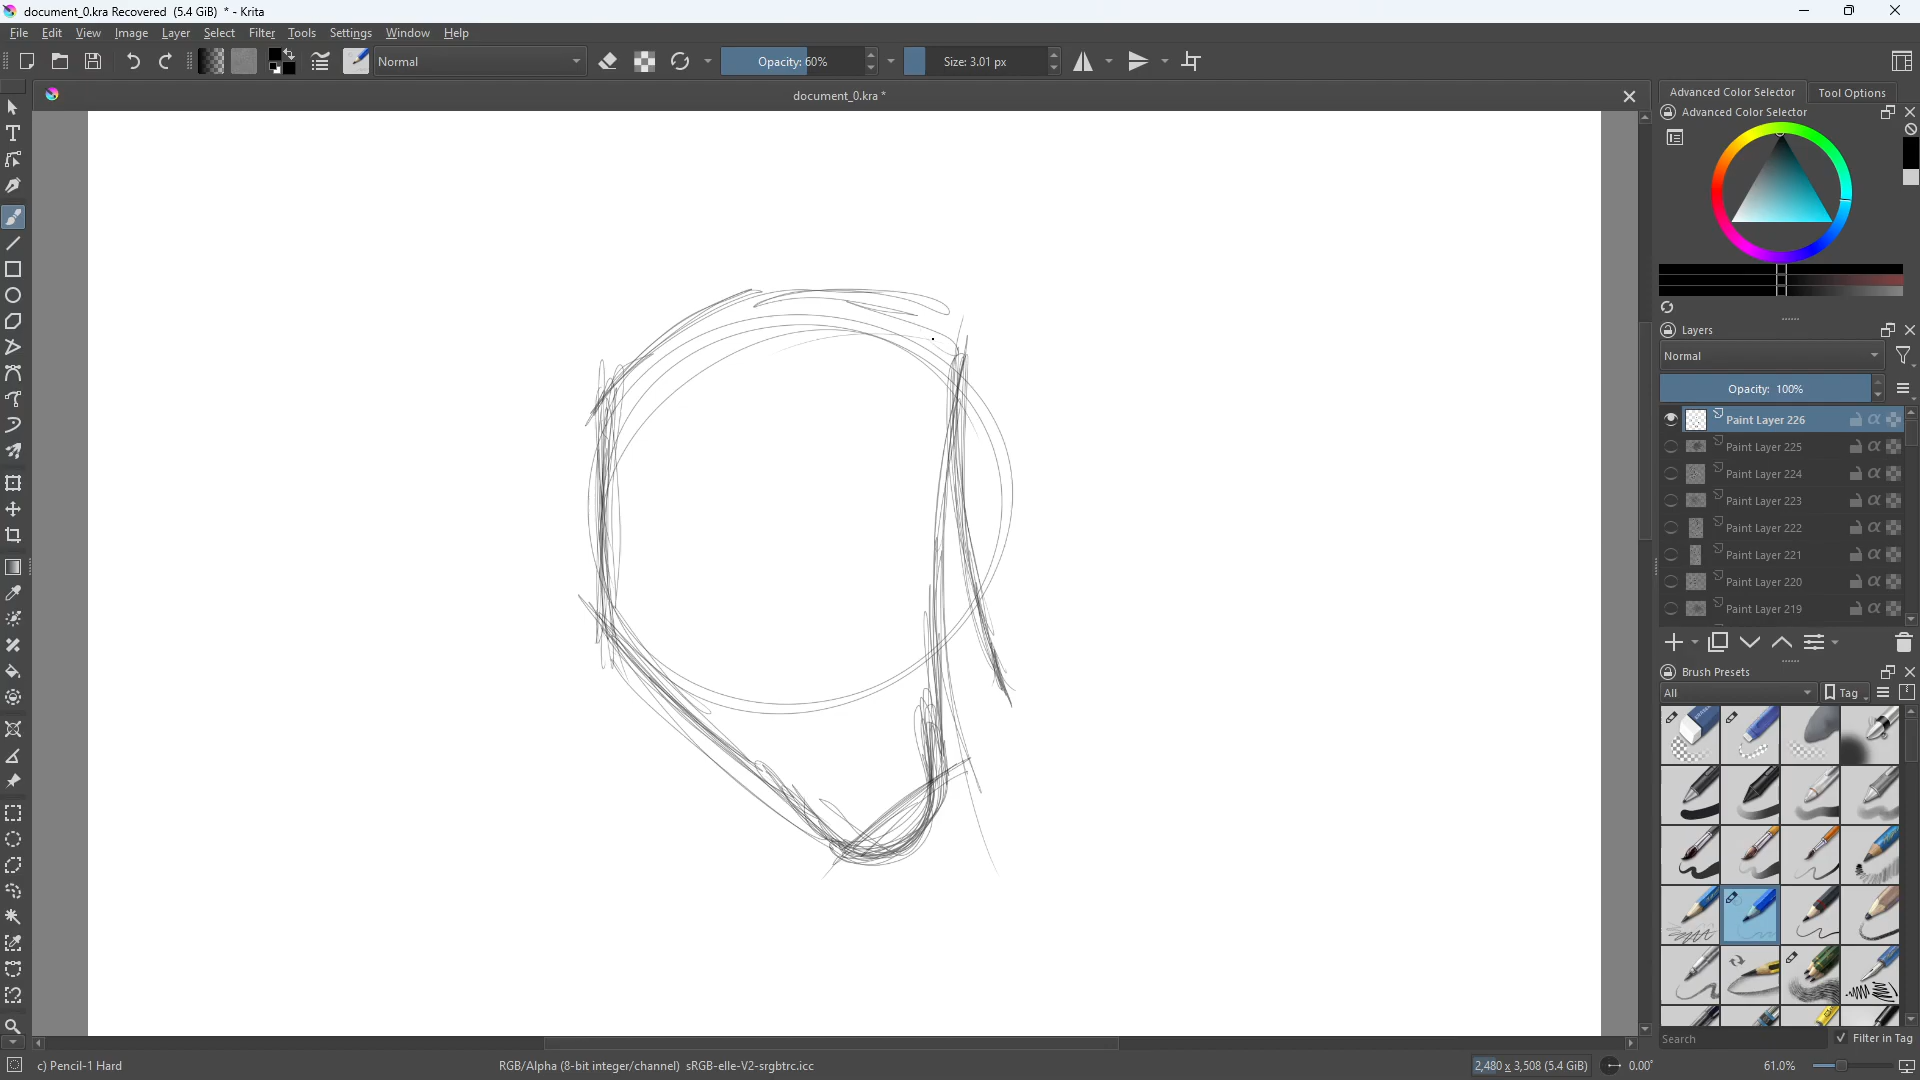 document_0.kra Recovered (5.4 GiB) * - Krita
File Edit View Image Layer Select Filter Tools Settings Window Help
Normal
Opacity: 60%
Size: 3.01 px
document_0.kra *
Advanced Color Selector
Tool Options
Advanced Color Selector
Layers
Normal
Opacity: 100%
Paint Layer 226
Paint Layer 225
Paint Layer 224
Paint Layer 223
Paint Layer 222
Paint Layer 221
Paint Layer 220
Paint Layer 219
Brush Presets
All
Tag
Search
Filter in Tag
c) Pencil-1 Hard
RGB/Alpha (8-bit integer/channel) sRGB-elle-V2-srgbtrc.icc
2,480 x 3,508 (5.4 GiB)
0.00°
61.0%